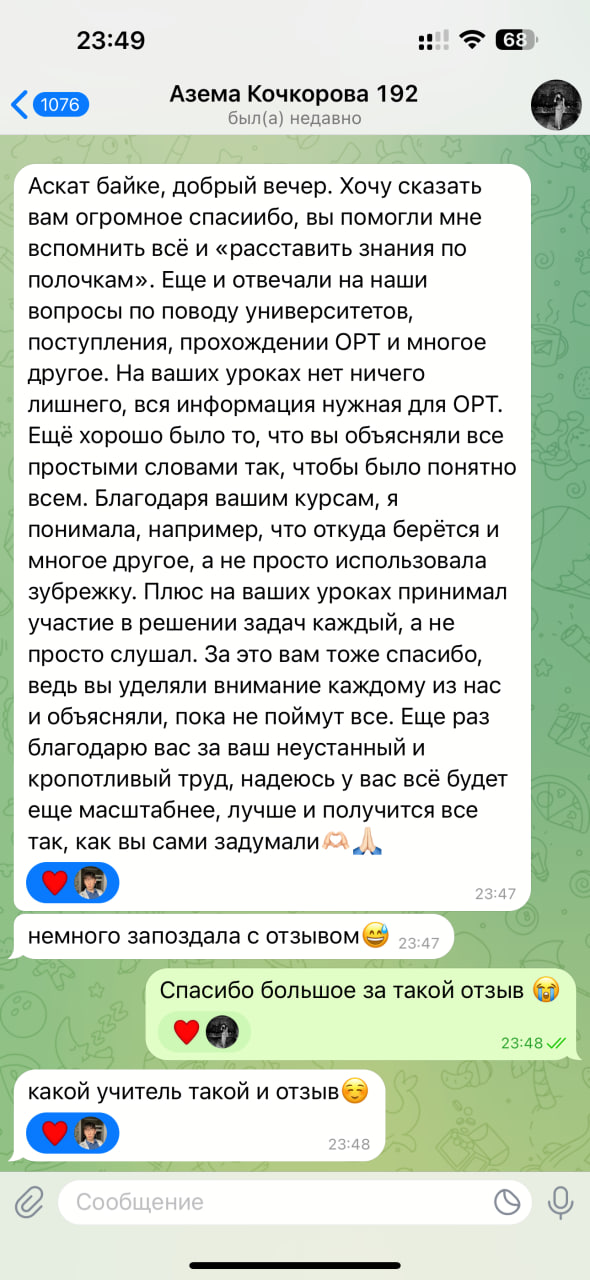 23:49
68
1076
Азема Кочкорова 192
был(а) недавно
Аскат байке, добрый вечер. Хочу сказать
вам огромное спасиибо, вы помогли мне
вспомнить всё и «расставить знания по
полочкам». Еще и отвечали на наши
вопросы по поводу университетов,
поступления, прохождении ОРТ и многое
другое. На ваших уроках нет ничего
лишнего, вся информация нужная для ОРТ.
Ещё хорошо было то, что вы объясняли все
простыми словами так, чтобы было понятно
всем. Благодаря вашим курсам, я
понимала, например, что откуда берётся и
многое другое, а не просто использовала
зубрежку. Плюс на ваших уроках принимал
участие в решении задач каждый, а не
просто слушал. За это вам тоже спасибо,
ведь вы уделяли внимание каждому из нас
и объясняли, пока не поймут все. Еще раз
благодарю вас за ваш неустанный и
кропотливый труд, надеюсь у вас всё будет
еще масштабнее, лучше и получится все
так, как вы сами задумали🫶🏻🙏🏻
23:47
немного запоздала с отзывом😅 23:47
Спасибо большое за такой отзыв 😭
23:48
какой учитель такой и отзыв☺️
23:48
Сообщение